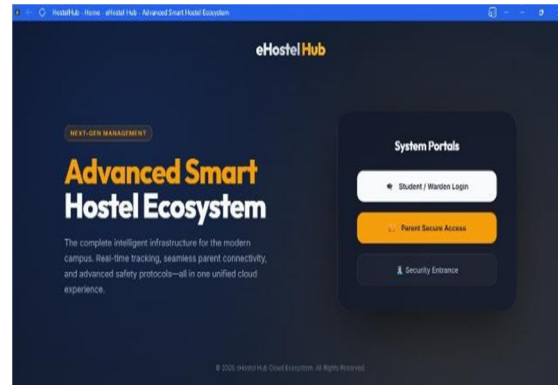 HostelHub - Home - eHostel Hub - Advanced Smart Hostel Ecosystem
eHostel Hub
NEXT-GEN MANAGEMENT
Advanced Smart
Hostel Ecosystem
The complete intelligent infrastructure for the modern
campus. Real-time tracking, seamless parent connectivity,
and advanced safety protocols—all in one unified cloud
experience.
System Portals
Student / Warden Login
Parent Secure Access
Security Entrance
© 2026 eHostel Hub Cloud Ecosystem. All Rights Reserved.